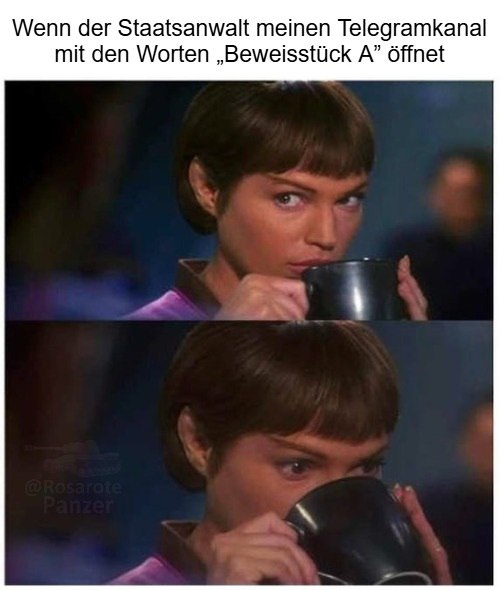 Wenn der Staatsanwalt meinen Telegramkanal
mit den Worten „Beweisstück A” öffnet
@Rosarote
Panzer